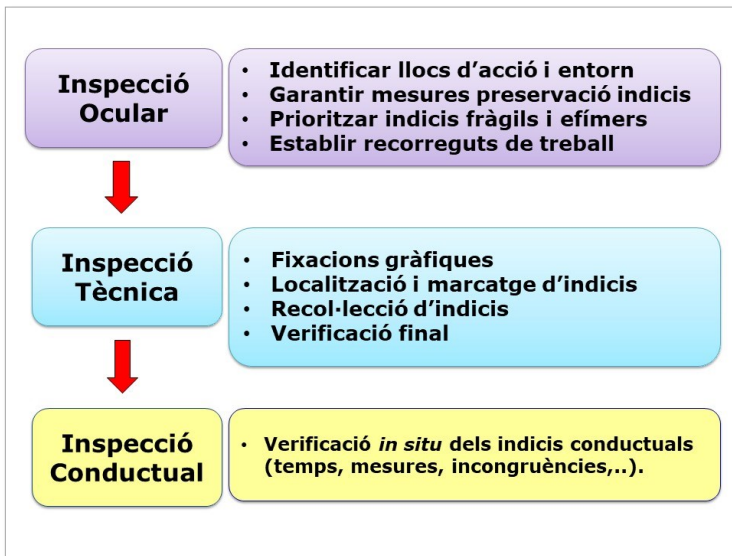 Inspecció
Ocular
• Identificar llocs d’acció i entorn
• Garantir mesures preservació indicis
• Prioritzar indicis fràgils i efímers
• Establir recorreguts de treball
Inspecció
Tècnica
• Fixacions gràfiques
• Localització i marcatge d’indicis
• Recol·lecció d’indicis
• Verificació final
Inspecció
Conductual
• Verificació in situ dels indicis conductuals
(temps, mesures, incongruències,..).